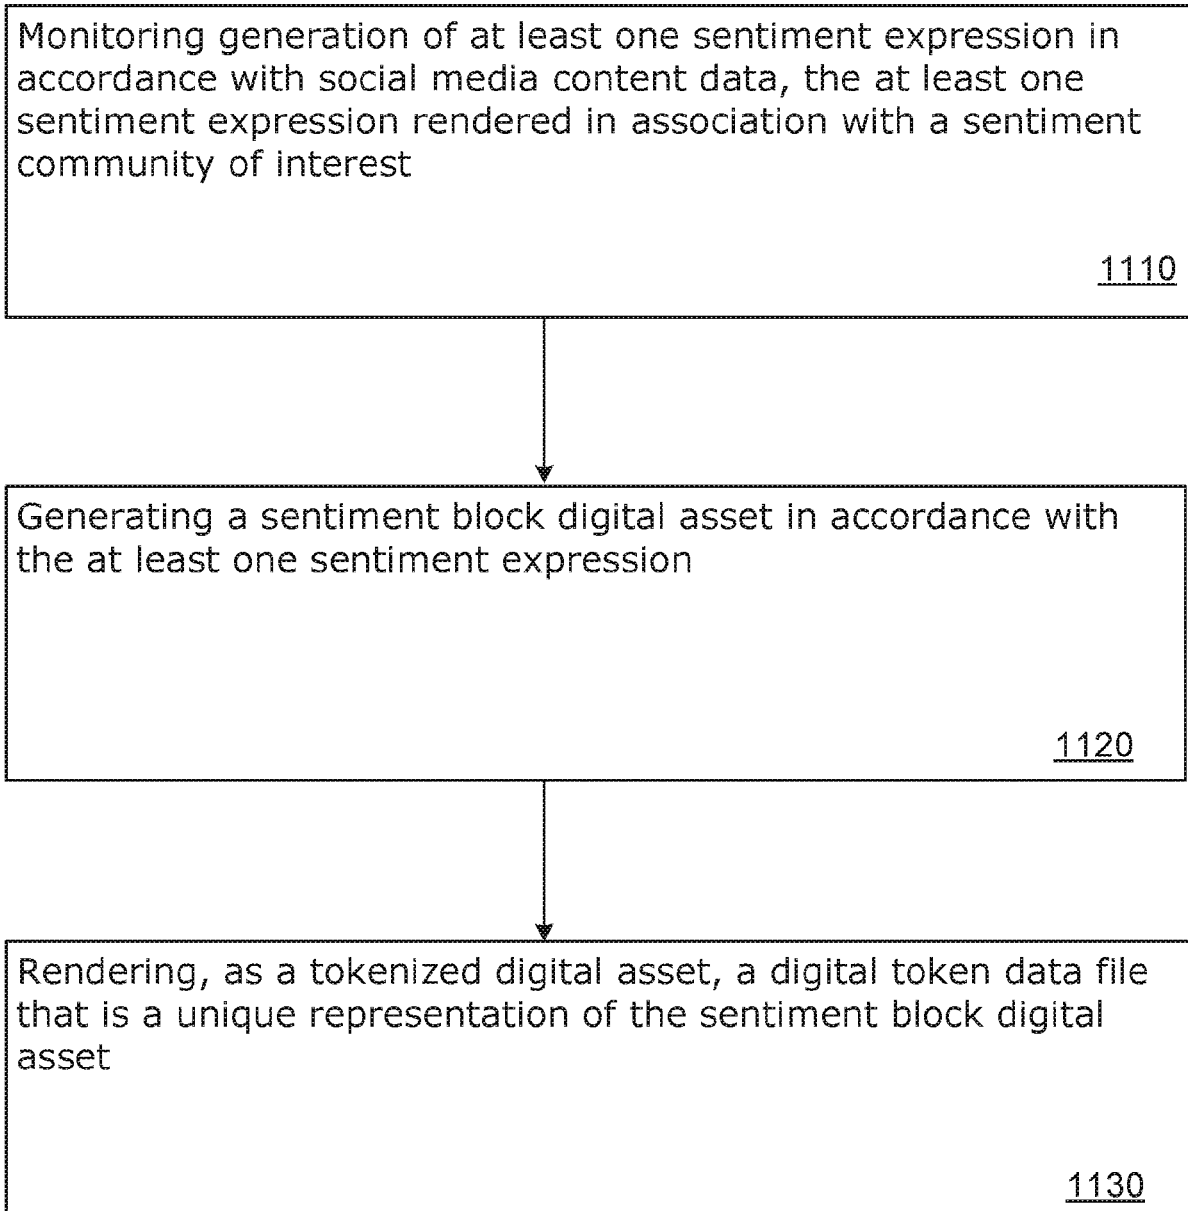 Monitoring generation of at least one sentiment expression in
accordance with social media content data, the at least one
sentiment expression rendered in association with a sentiment
community of interest
1110
Generating a sentiment block digital asset in accordance with
the at least one sentiment expression
1120
Rendering, as a tokenized digital asset, a digital token data file
that is a unique representation of the sentiment block digital
asset
1130